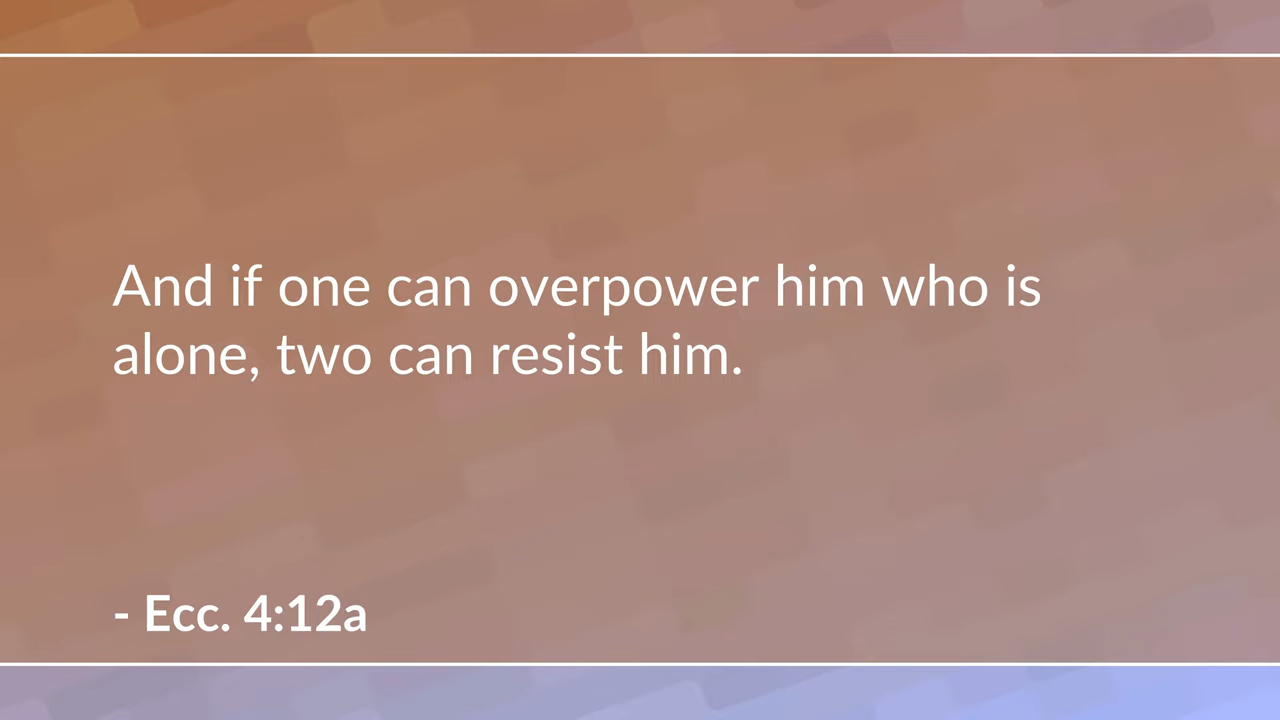 And if one can overpower him who is
alone, two can resist him.
- Ecc. 4:12a